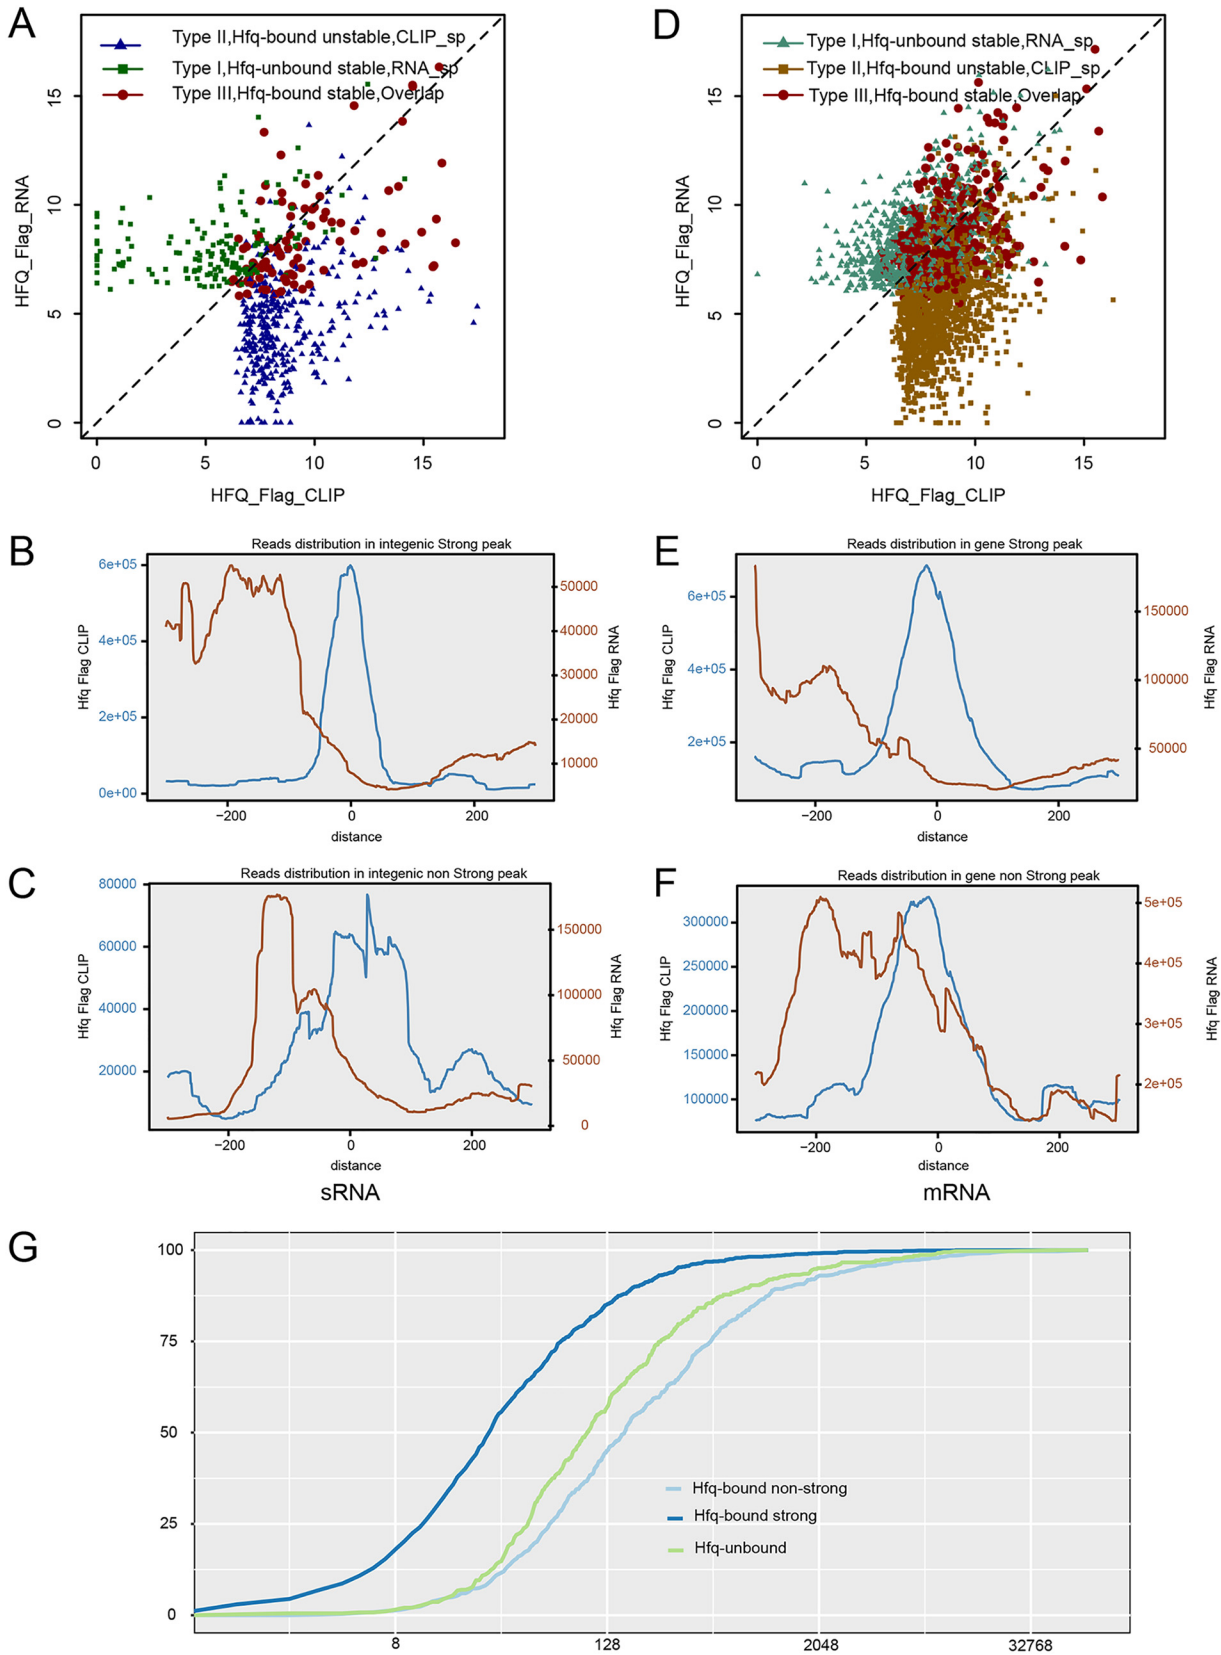 A
Type II,Hfq-bound unstable,CLIP_sp
Type I,Hfq-unbound stable,RNA_sp
Type III,Hfq-bound stable,Overlap
HFQ_Flag_RNA
15
10
5
0
0 5 10 15
HFQ_Flag_CLIP
D
Type I,Hfq-unbound stable,RNA_sp
Type II,Hfq-bound unstable,CLIP_sp
Type III,Hfq-bound stable,Overlap
HFQ_Flag_RNA
15
10
5
0
0 5 10 15
HFQ_Flag_CLIP
B
Reads distribution in integenic Strong peak
Hfq Flag CLIP
6e+05
4e+05
2e+05
0e+00
50000
40000
30000
20000
10000
Hfq Flag RNA
−200 0 200
distance
E
Reads distribution in gene Strong peak
Hfq Flag CLIP
6e+05
4e+05
2e+05
150000
100000
50000
Hfq Flag RNA
−200 0 200
distance
C
Reads distribution in integenic non Strong peak
Hfq Flag CLIP
80000
60000
40000
20000
150000
100000
50000
0
Hfq Flag RNA
−200 0 200
distance
sRNA
F
Reads distribution in gene non Strong peak
Hfq Flag CLIP
300000
250000
200000
150000
100000
5e+05
4e+05
3e+05
2e+05
Hfq Flag RNA
−200 0 200
distance
mRNA
G
100
75
50
25
0
Hfq-bound non-strong
Hfq-bound strong
Hfq-unbound
8 128 2048 32768